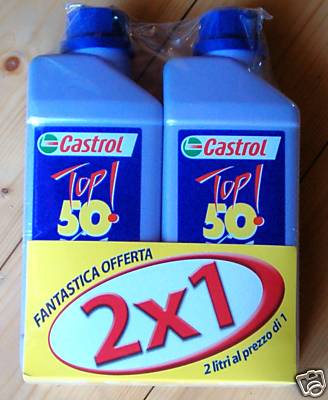 Castrol
TOP!
50
Castrol
TOP!
50
FANTASTICA OFFERTA
2x1
2 litri al prezzo di 1